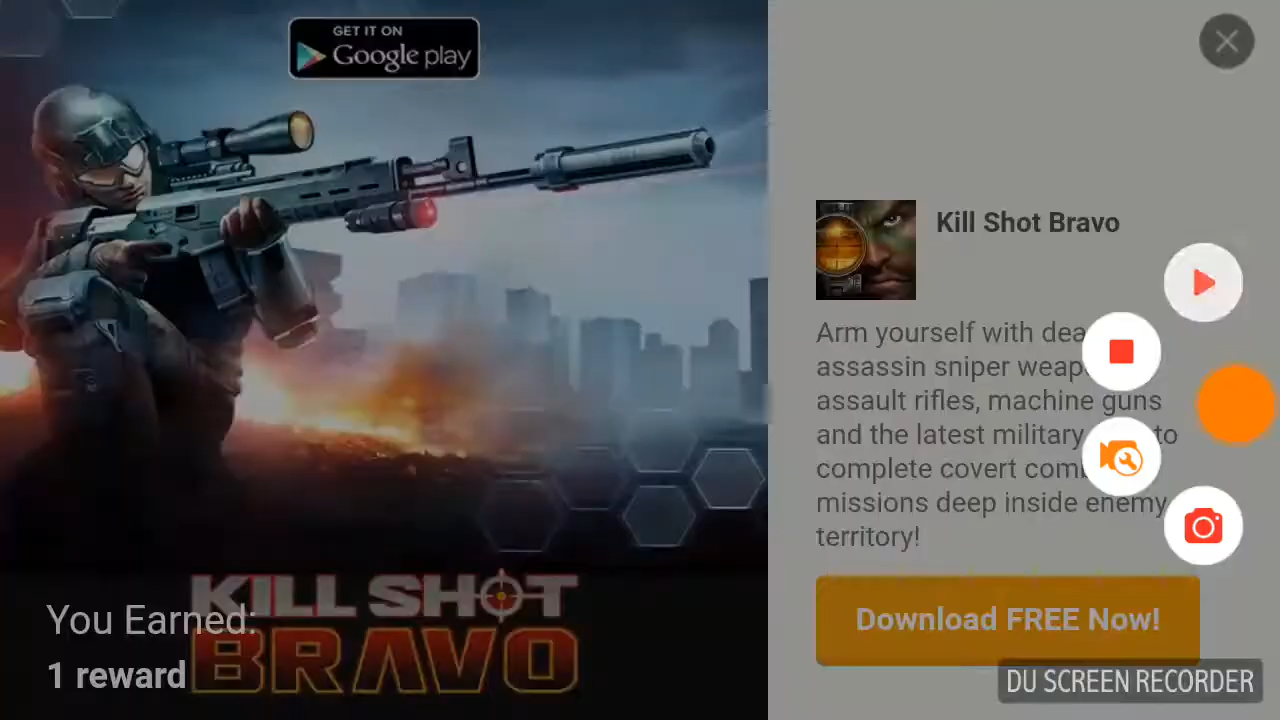 GET IT ON
Google play
Kill Shot Bravo
Arm yourself with dea
assassin sniper weap
assault rifles, machine guns
and the latest military to
complete covert com
missions deep inside enemy
territory!
Download FREE Now!
KILL SHOT
BRAVO
You Earned:
1 reward
DU SCREEN RECORDER